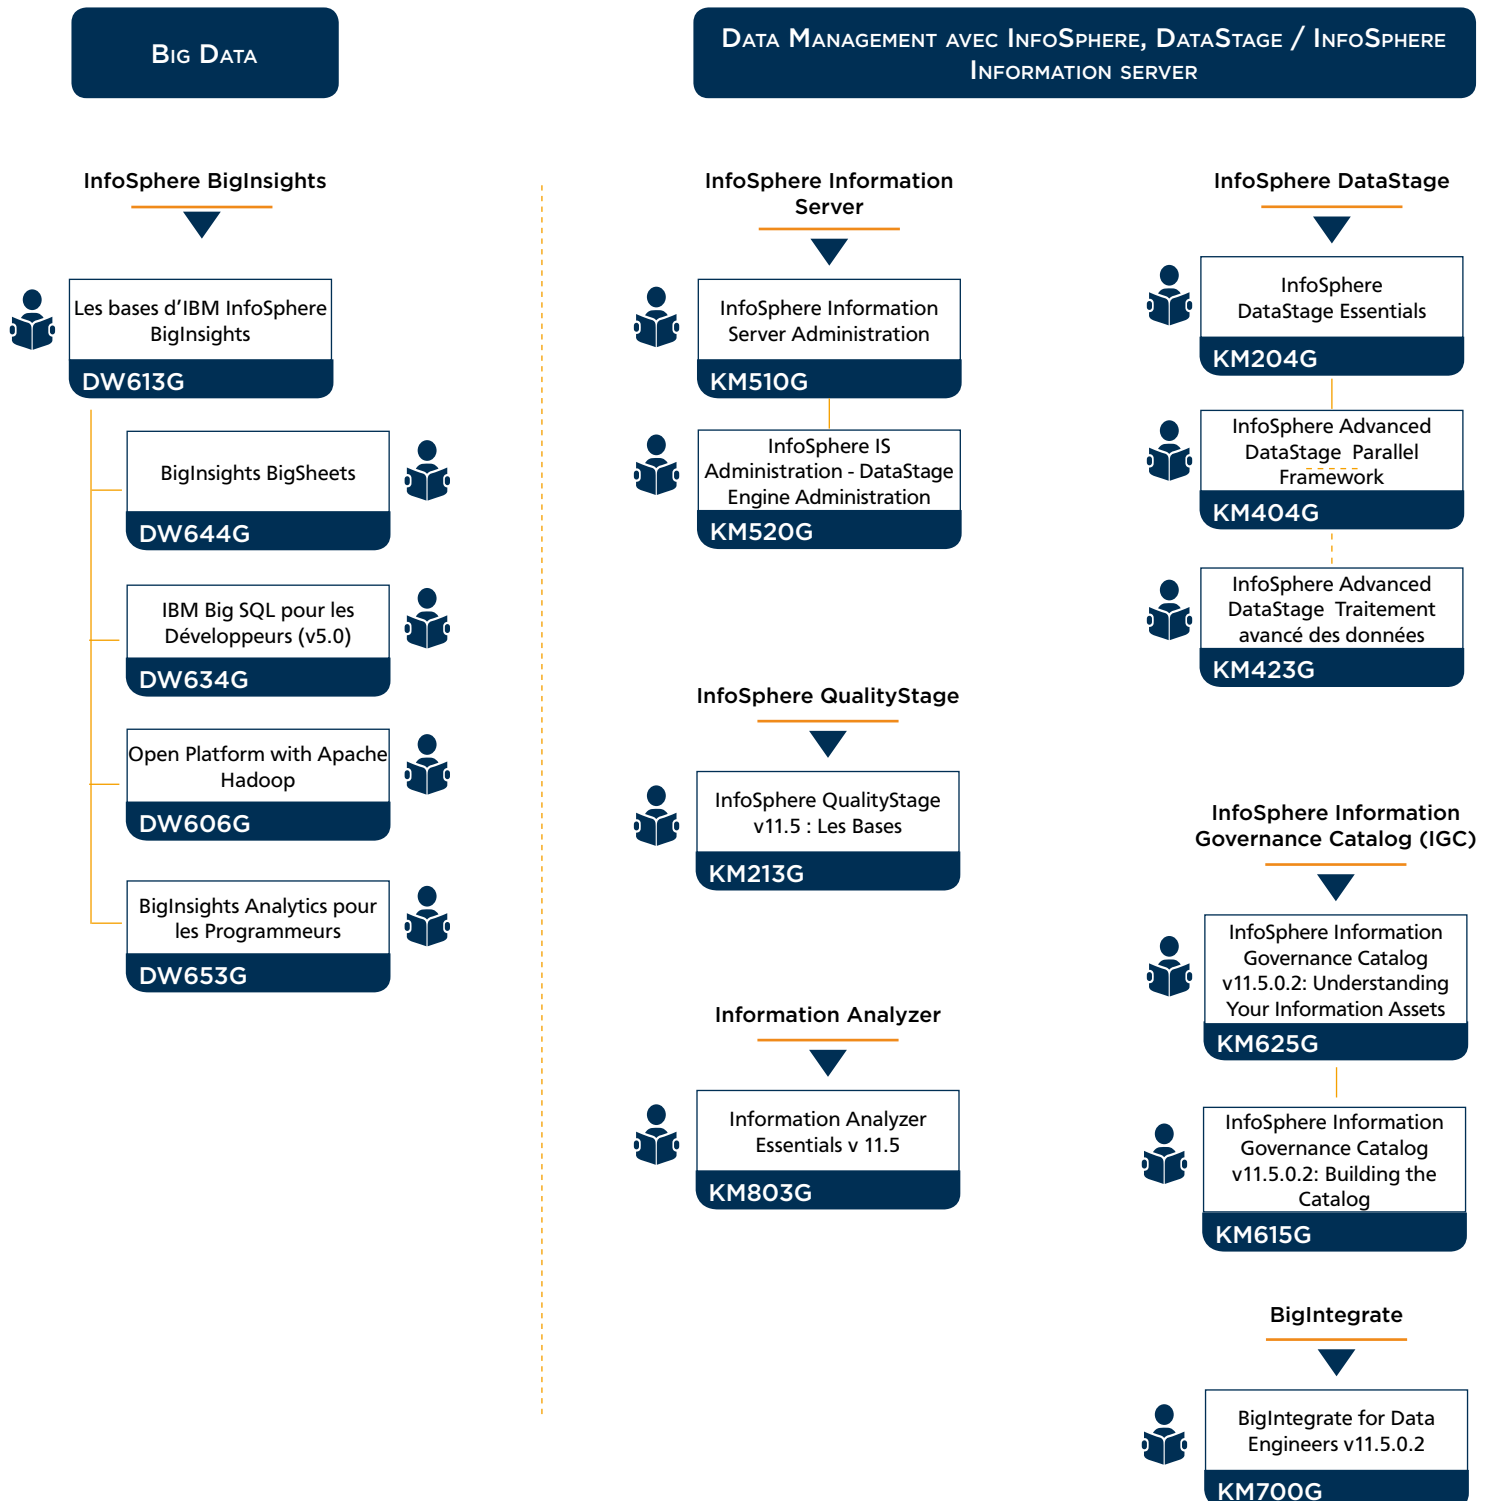 Big Data
Data Management avec InfoSphere, DataStage / InfoSphere
Information server
InfoSphere BigInsights
Les bases d’IBM InfoSphere
BigInsights
DW613G
BigInsights BigSheets
DW644G
IBM Big SQL pour les
Développeurs (v5.0)
DW634G
Open Platform with Apache
Hadoop
DW606G
BigInsights Analytics pour
les Programmeurs
DW653G
InfoSphere Information
Server
InfoSphere Information
Server Administration
KM510G
InfoSphere IS
Administration - DataStage
Engine Administration
KM520G
InfoSphere QualityStage
InfoSphere QualityStage
v11.5 : Les Bases
KM213G
Information Analyzer
Information Analyzer
Essentials v 11.5
KM803G
InfoSphere DataStage
InfoSphere
DataStage Essentials
KM204G
InfoSphere Advanced
DataStage Parallel
Framework
KM404G
InfoSphere Advanced
DataStage Traitement
avancé des données
KM423G
InfoSphere Information
Governance Catalog (IGC)
InfoSphere Information
Governance Catalog
v11.5.0.2: Understanding
Your Information Assets
KM625G
InfoSphere Information
Governance Catalog
v11.5.0.2: Building the
Catalog
KM615G
BigIntegrate
BigIntegrate for Data
Engineers v11.5.0.2
KM700G